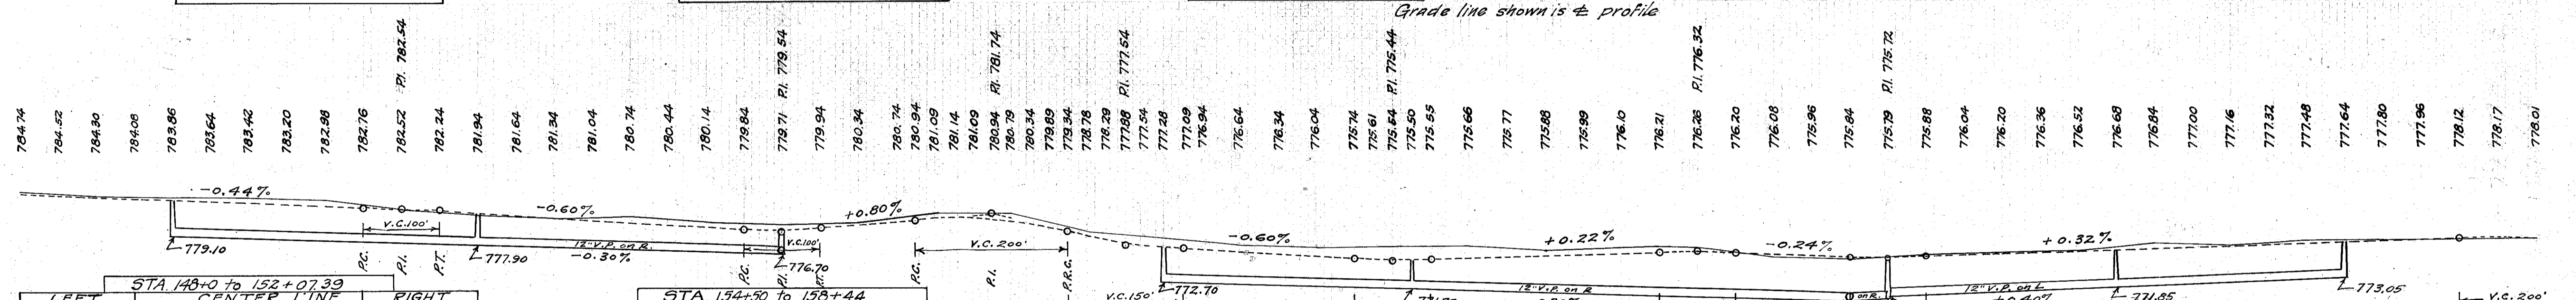 Grade line shown is ℄ profile
P.I. 782.54
P.I. 779.54
P.I. 781.74
P.I. 777.54
P.I. 775.44
P.I. 776.32
P.I. 775.72
784.74 784.52 784.30 784.08 783.86 783.64 783.42 783.20 782.98 782.76 782.52 782.24 781.94 781.64 781.34 781.04 780.74 780.44 780.14 779.84 779.71 779.94 780.34 780.74 780.94 781.09 781.14 781.09 780.94 780.79 780.34 779.89 779.34 778.78 778.29 777.88 777.54 777.28 777.09 776.94 776.64 776.34 776.04 775.74 775.61 775.54 775.50 775.55 775.66 775.77 775.88 775.99 776.10 776.21 776.26 776.20 776.08 775.96 775.84 775.79 775.88 776.04 776.20 776.36 776.52 776.68 776.84 777.00 777.16 777.32 777.48 777.64 777.80 777.96 778.12 778.17 778.01
-0.44% -0.60% +0.80% -0.60% +0.22% -0.24% +0.32%
V.C.100' V.C.100' V.C. 200'
12" V.P. on R.
-0.30%
779.10 777.90 776.70
P.C. P.I. P.T. P.C. P.I. P.T. P.C. P.I. P.R.C.
STA. 148+0 to 152+07.39
LEFT CENTER LINE RIGHT
STA. 154+50 to 158+44
V.C.150' 772.70 12" V.P. on R on R. 12" V.P. on L 771.85 773.05 V.C. 200'
+0.40%